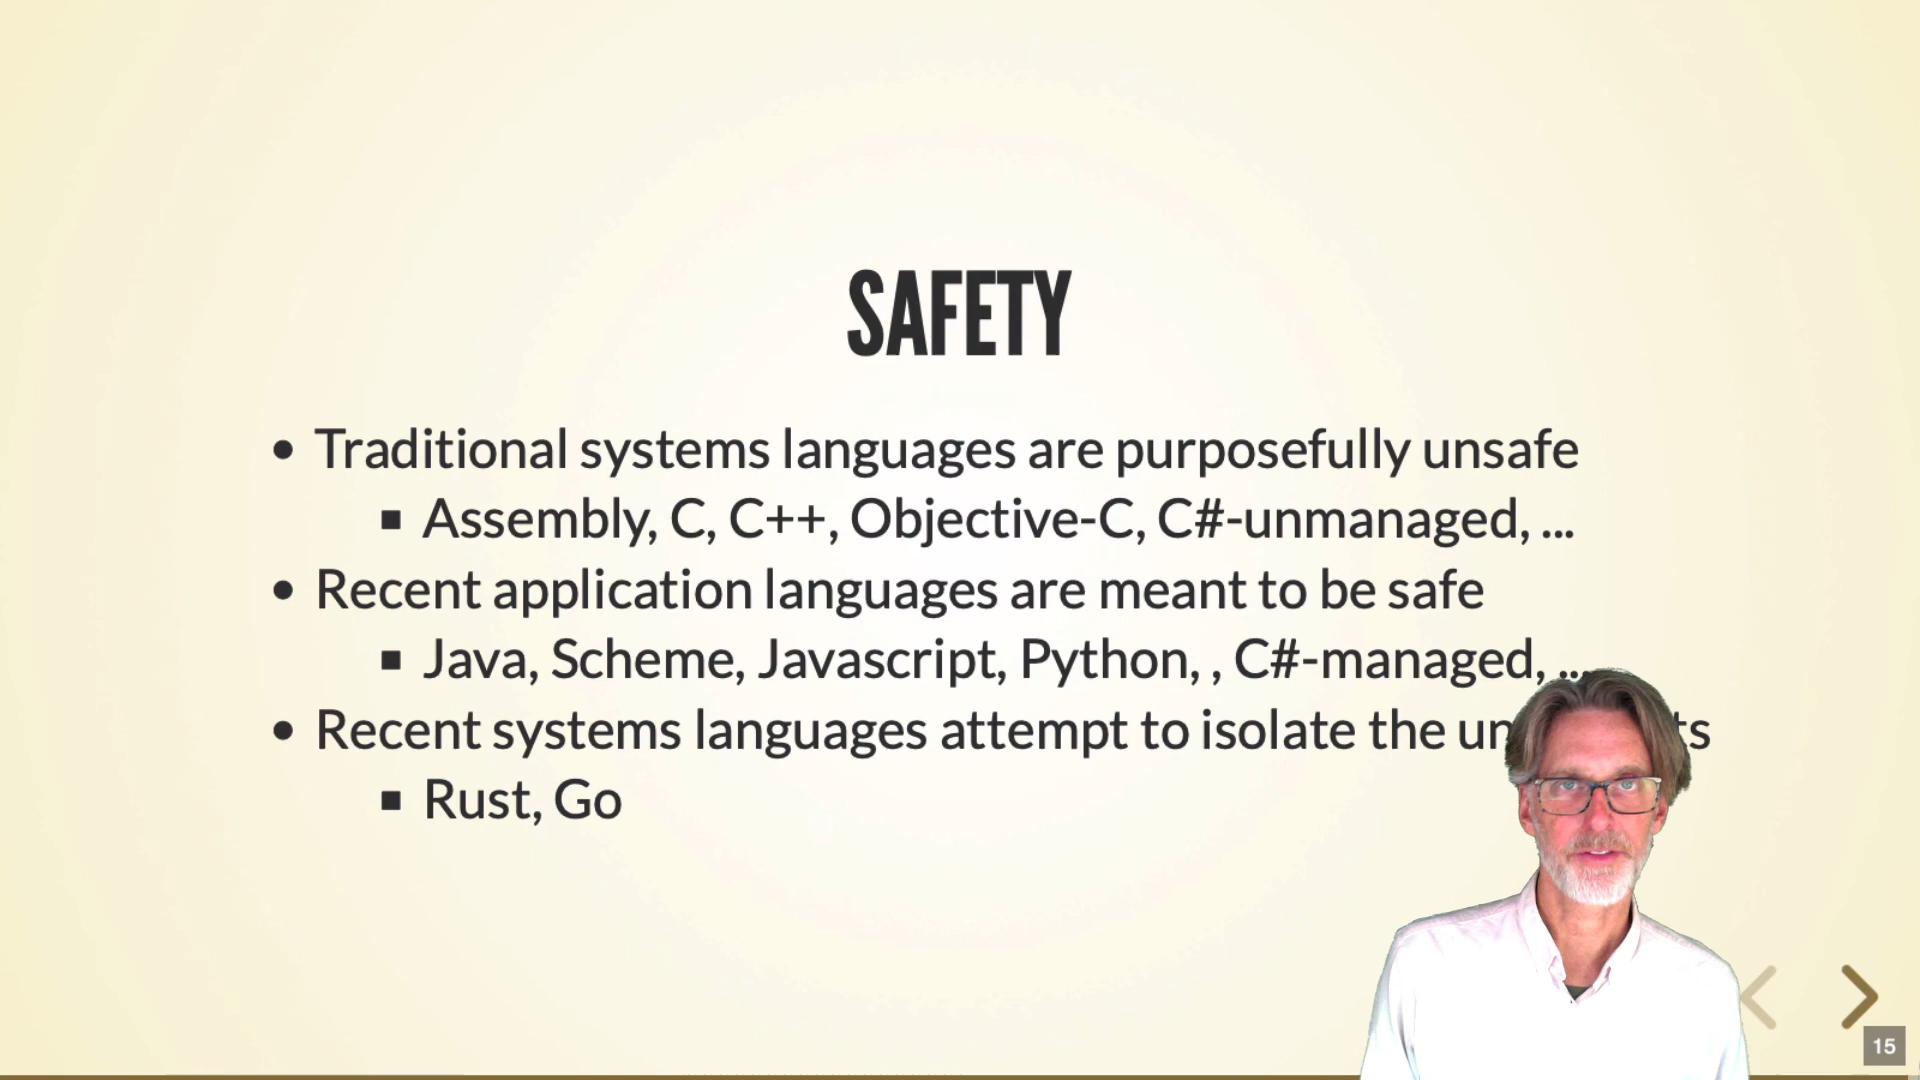 SAFETY
Traditional systems languages are purposefully unsafe
Assembly, C, C++, Objective-C, C#-unmanaged, ...
Recent application languages are meant to be safe
Java, Scheme, Javascript, Python, , C#-managed, ...
Recent systems languages attempt to isolate the
Rust, Go
15